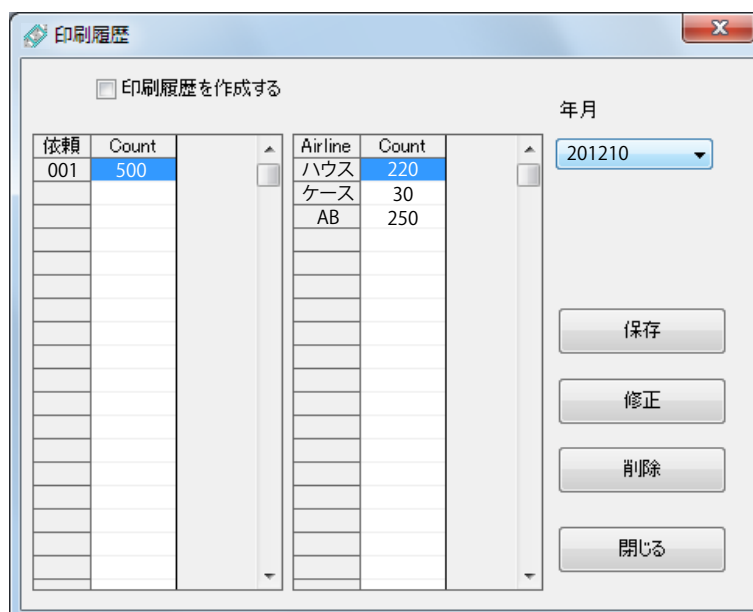 印刷履歴
印刷履歴を作成する
年月
201210
依頼 Count
001 500
Airline Count
ハウス 220
ケース 30
AB 250
保存
修正
削除
閉じる